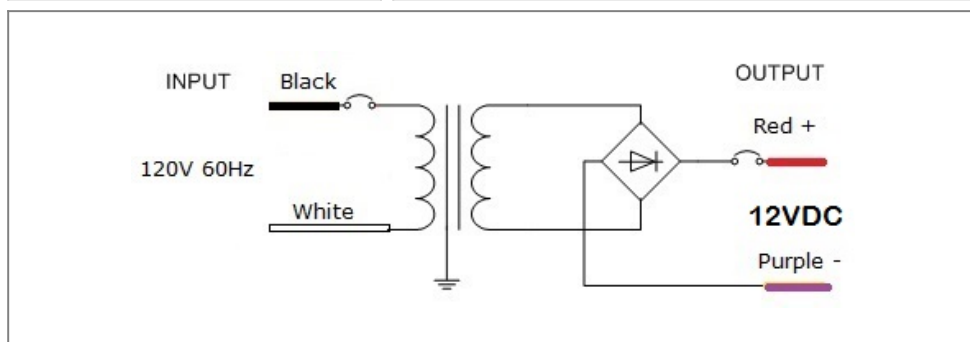 INPUT
Black
120V 60Hz
White
OUTPUT
Red +
12VDC
Purple -